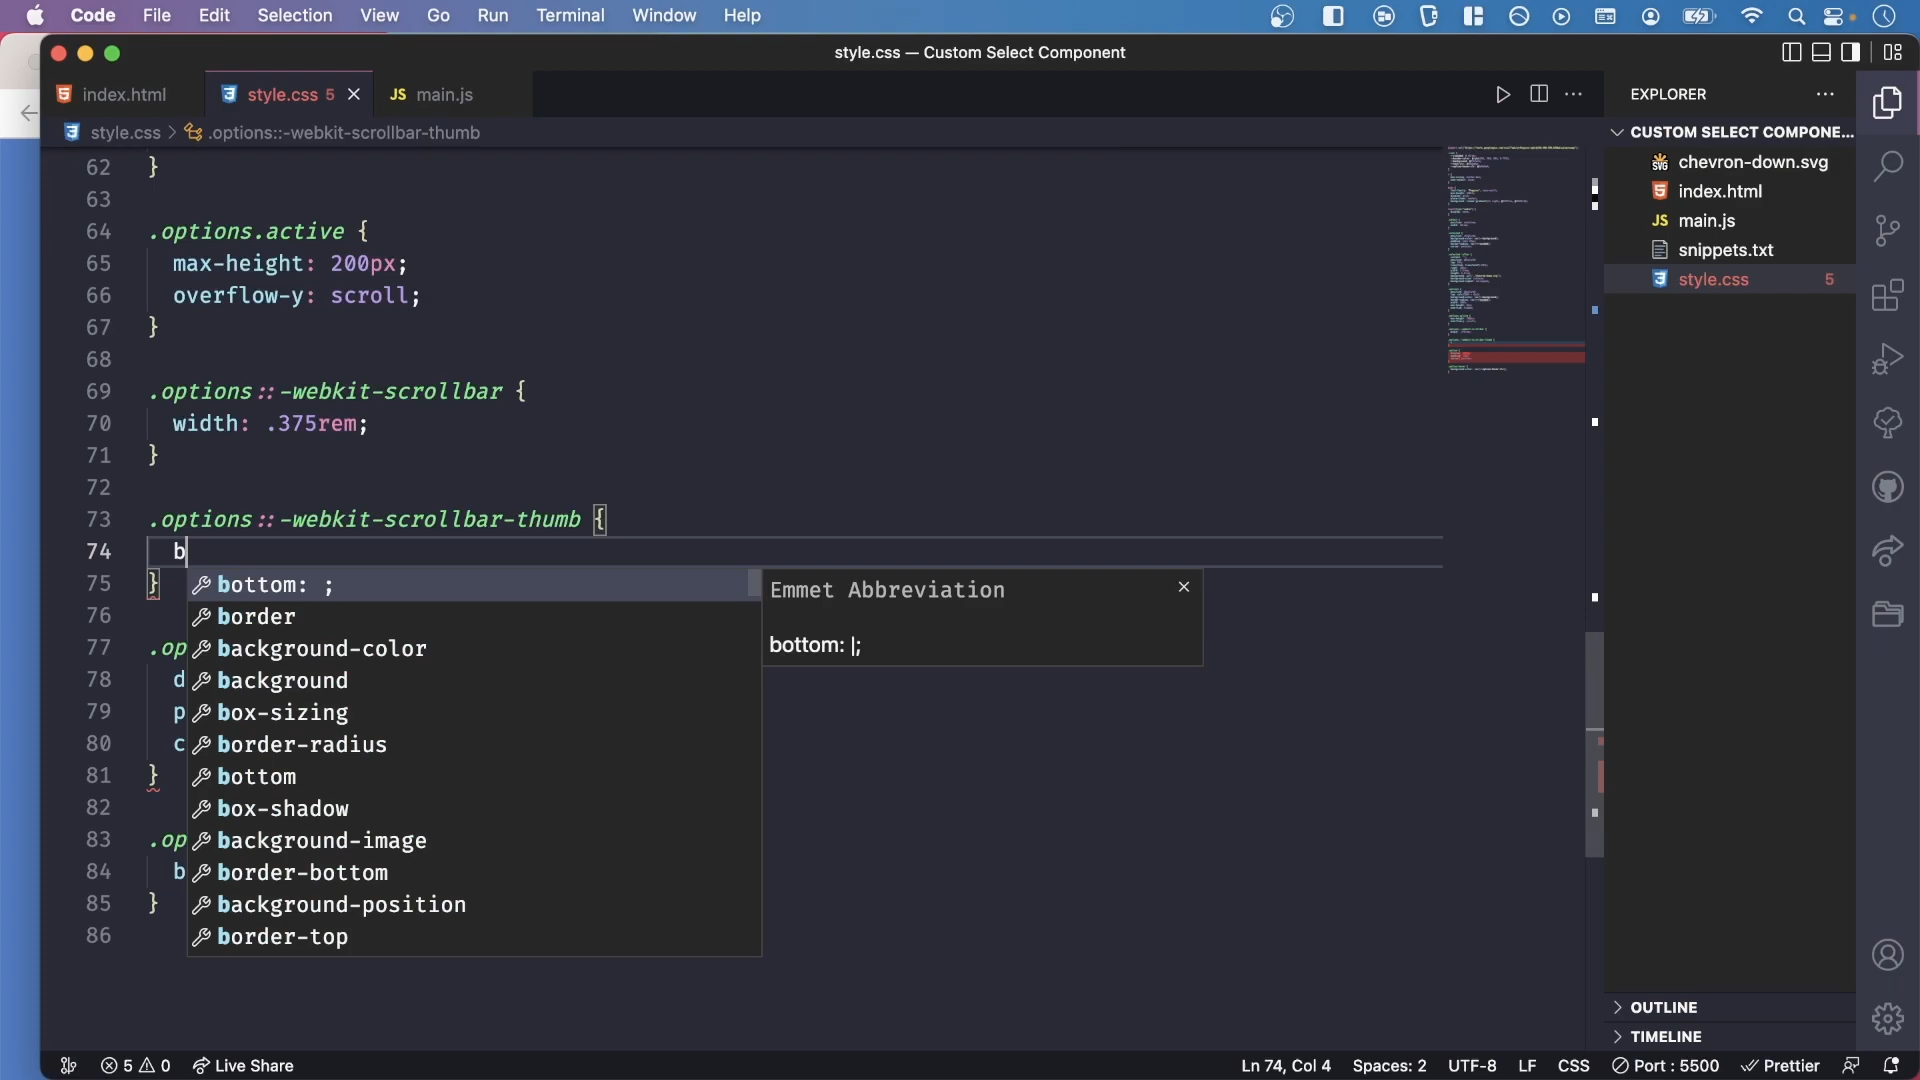 Code File Edit Selection View Go Run Terminal Window Help
style.css — Custom Select Component
index.html style.css 5 JS main.js
style.css > .options::-webkit-scrollbar-thumb
62 }
63
64 .options.active {
65 max-height: 200px;
66 overflow-y: scroll;
67 }
68
69 .options::-webkit-scrollbar {
70 width: .375rem;
71 }
72
73 .options::-webkit-scrollbar-thumb {
74 b
75 }
76
77 .op
78 d
79 p
80 c
81 }
82
83 .op
84 b
85 }
86
bottom: ;
border
background-color
background
box-sizing
border-radius
bottom
box-shadow
background-image
border-bottom
background-position
border-top
Emmet Abbreviation
bottom: |;
EXPLORER
CUSTOM SELECT COMPONE...
SVG chevron-down.svg
index.html
JS main.js
snippets.txt
style.css 5
OUTLINE
TIMELINE
5 0 Live Share Ln 74, Col 4 Spaces: 2 UTF-8 LF CSS Port : 5500 Prettier